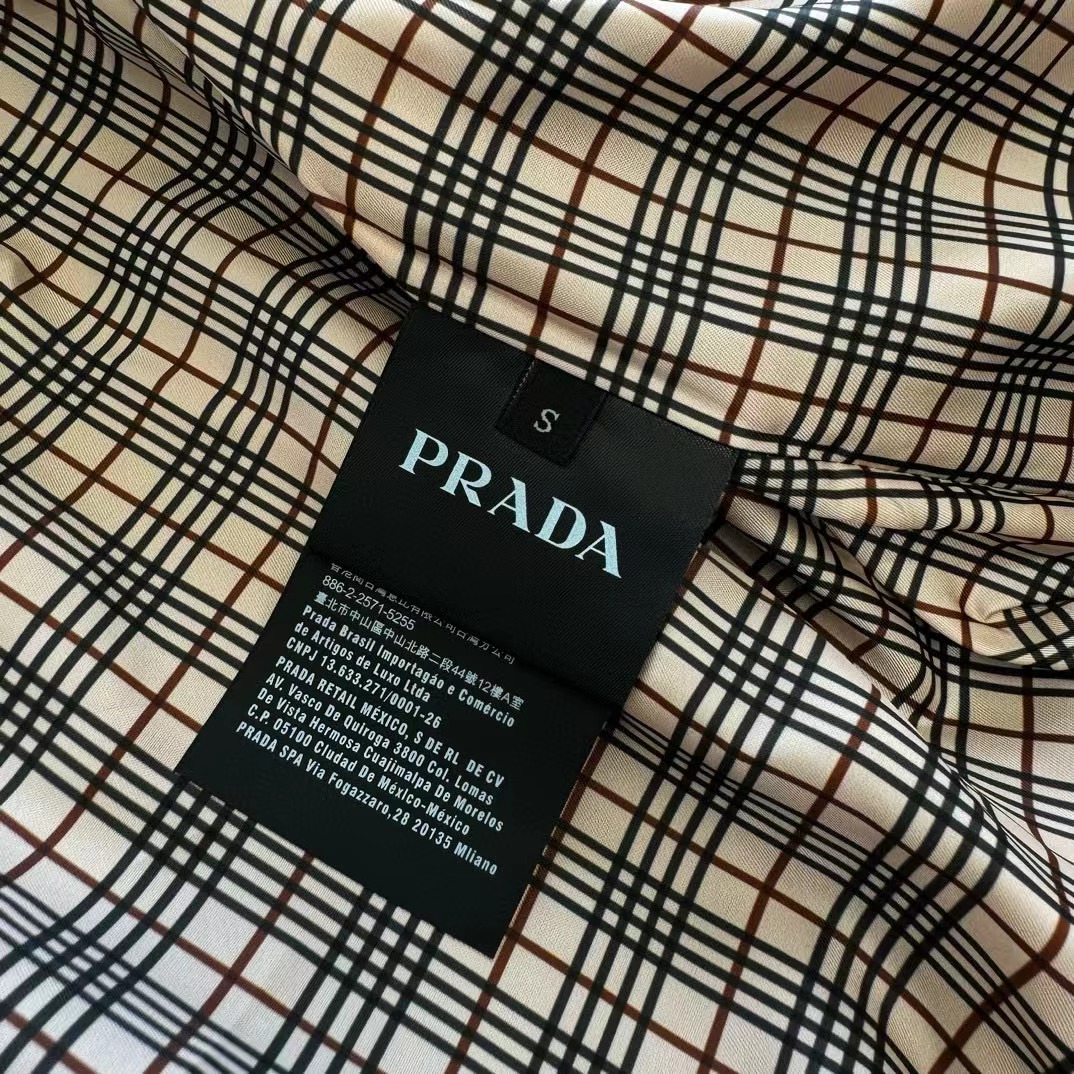 S
PRADA
886-2-2571-5255
臺北市中山區中山北路二段44號12樓A室
Prada Brasil Importagáo e Comércio
de Artigos de Luxo Ltda
CNPJ 13.633.271/0001-26
PRADA RETAIL MÉXICO, S DE RL DE CV
AV. Vasco De Quiroga 3800 Col. Lomas
De Vista Hermosa Cuajimalpa De Morelos
C.P. 05100 Cludad De México-México
PRADA SPA Via Fogazzaro,28 20135 Mliano